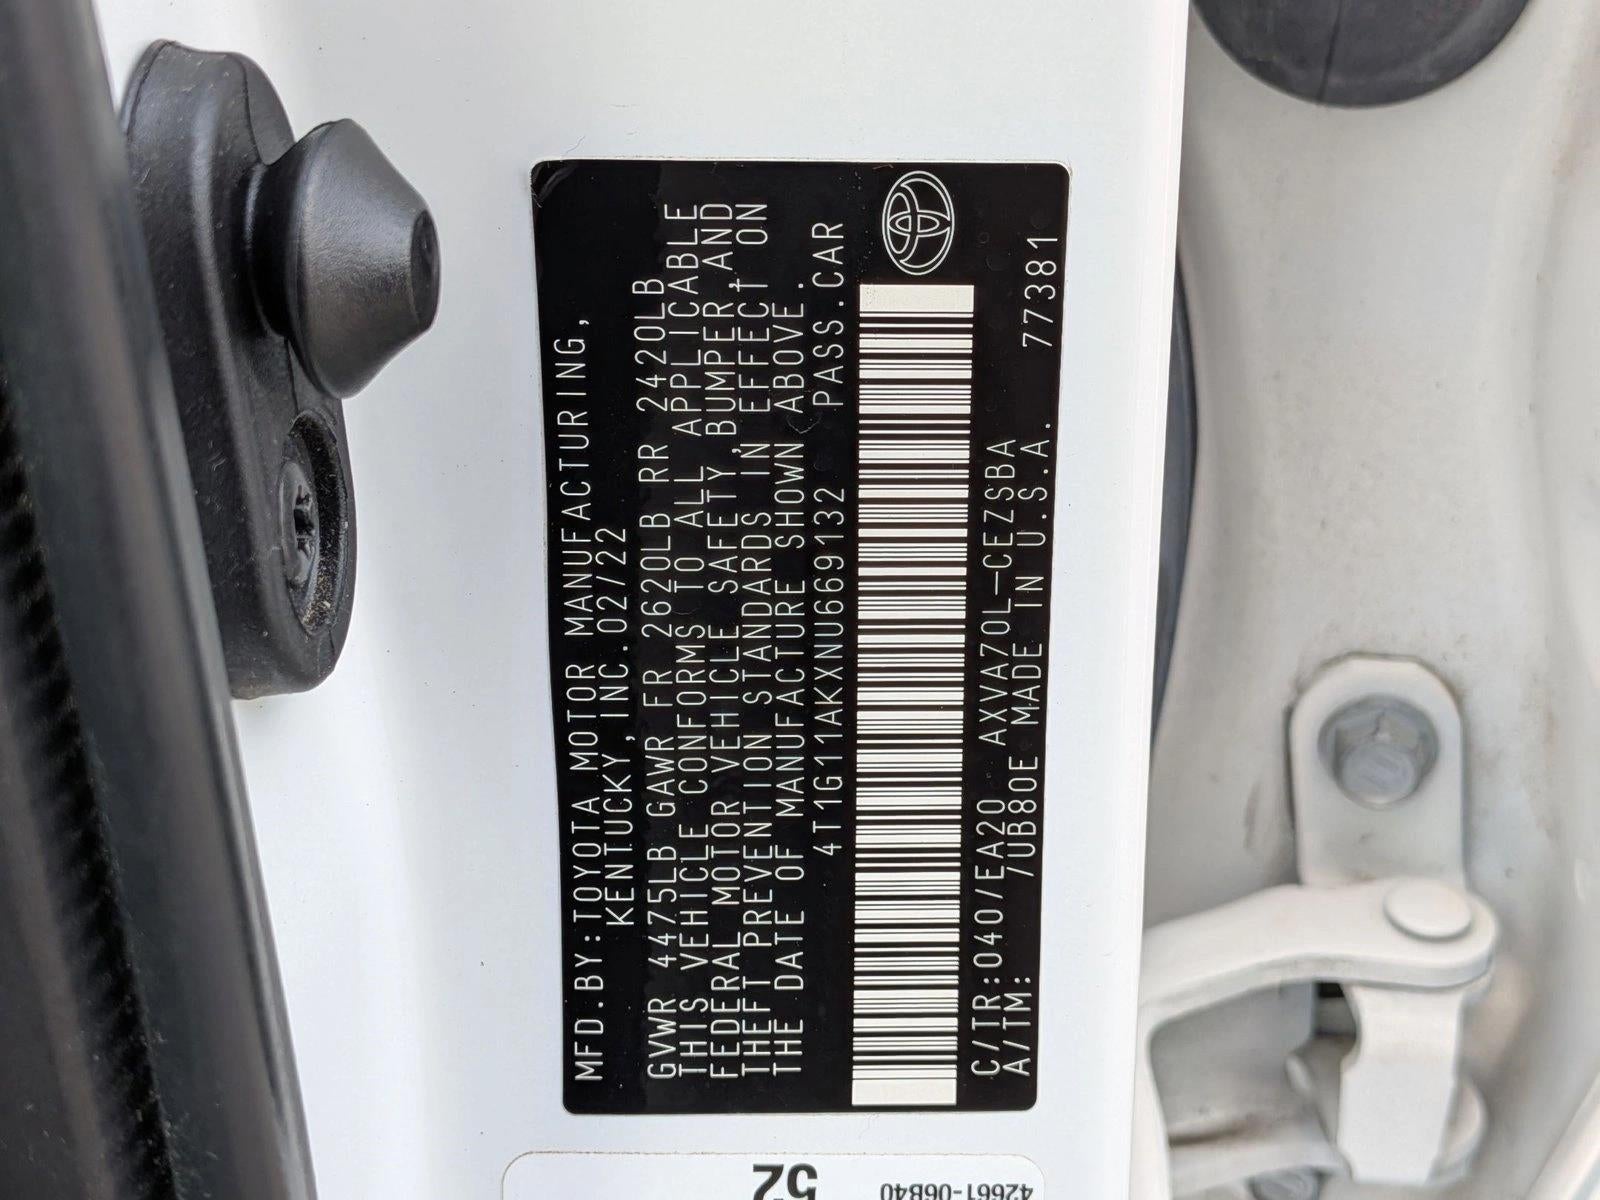 MFD.BY:TOYOTA MOTOR MANUFACTURING,
KENTUCKY,INC.02/22
GVWR 4475LB GAWR FR 2620LB RR 2420LB
THIS VEHICLE CONFORMS TO ALL APPLICABLE
FEDERAL MOTOR VEHICLE SAFETY,BUMPER,AND
THEFT PREVENTION STANDARDS IN EFFECT ON
THE DATE OF MANUFACTURE SHOWN ABOVE.
4T1G11AKXNU669132 PASS.CAR
C/TR:040/EA20 AXVA70L-CEZSBA
A/TM: 7UB80E MADE IN U.S.A. 77381
52
42661-06B40